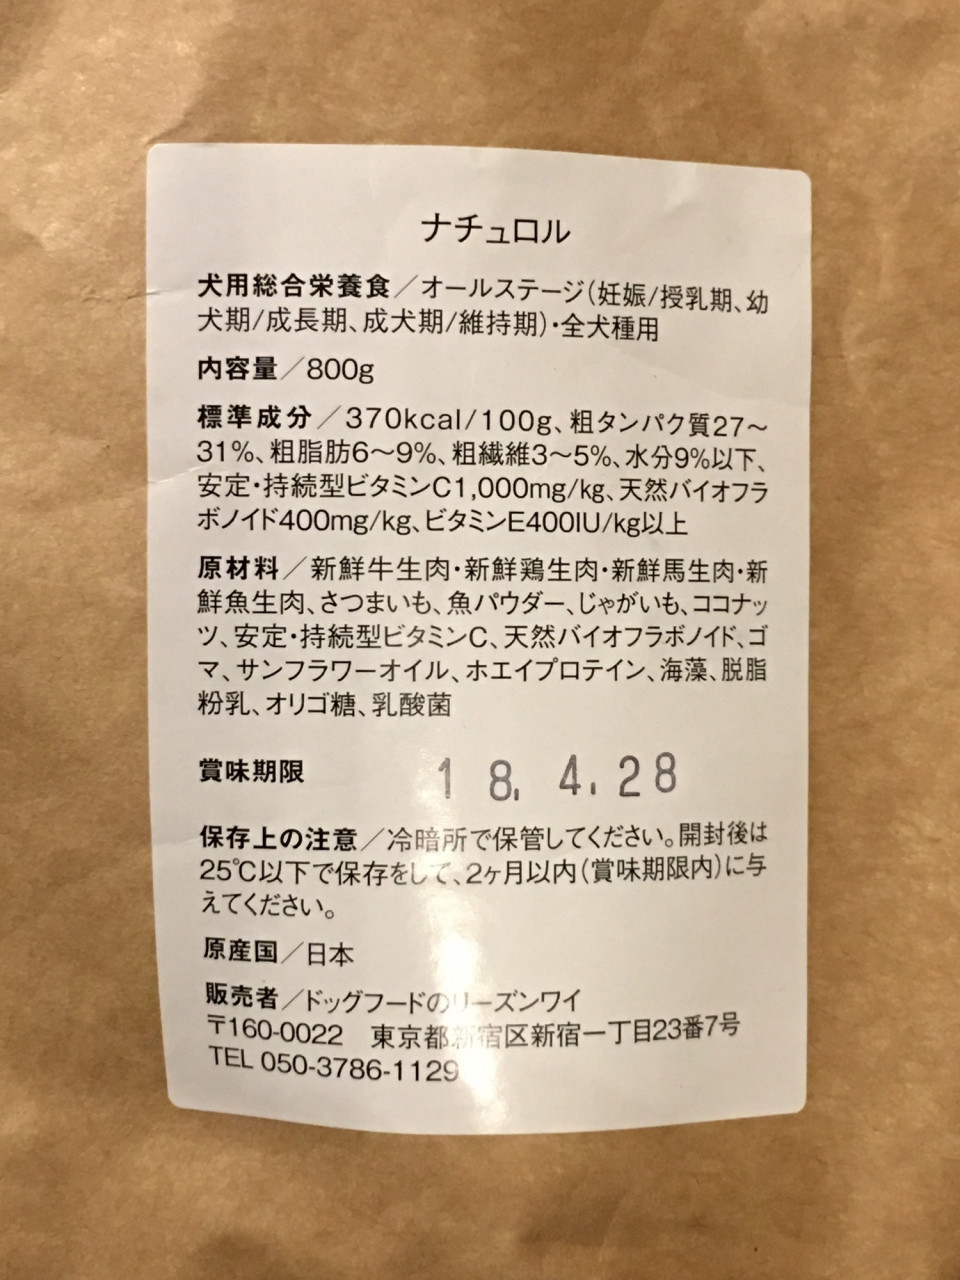 ナチュロル
犬用総合栄養食／オールステージ(妊娠/授乳期、幼
犬期/成長期、成犬期/維持期)・全犬種用
内容量／800g
標準成分／370kcal/100g、粗タンパク質27～
31%、粗脂肪6～9%、粗繊維3～5%、水分9%以下、
安定・持続型ビタミンC1,000mg/kg、天然バイオフラ
ボノイド400mg/kg、ビタミンE400IU/kg以上
原材料／新鮮牛生肉・新鮮鶏生肉・新鮮馬生肉・新
鮮魚生肉、さつまいも、魚パウダー、じゃがいも、ココナッ
ツ、安定・持続型ビタミンC、天然バイオフラボノイド、ゴ
マ、サンフラワーオイル、ホエイプロテイン、海藻、脱脂
粉乳、オリゴ糖、乳酸菌
賞味期限 18.4.28
保存上の注意／冷暗所で保管してください。開封後は
25℃以下で保存をして、2ヶ月以内(賞味期限内)に与
えてください。
原産国／日本
販売者／ドッグフードのリーズンワイ
〒160-0022 東京都新宿区新宿一丁目23番7号
TEL 050-3786-1129